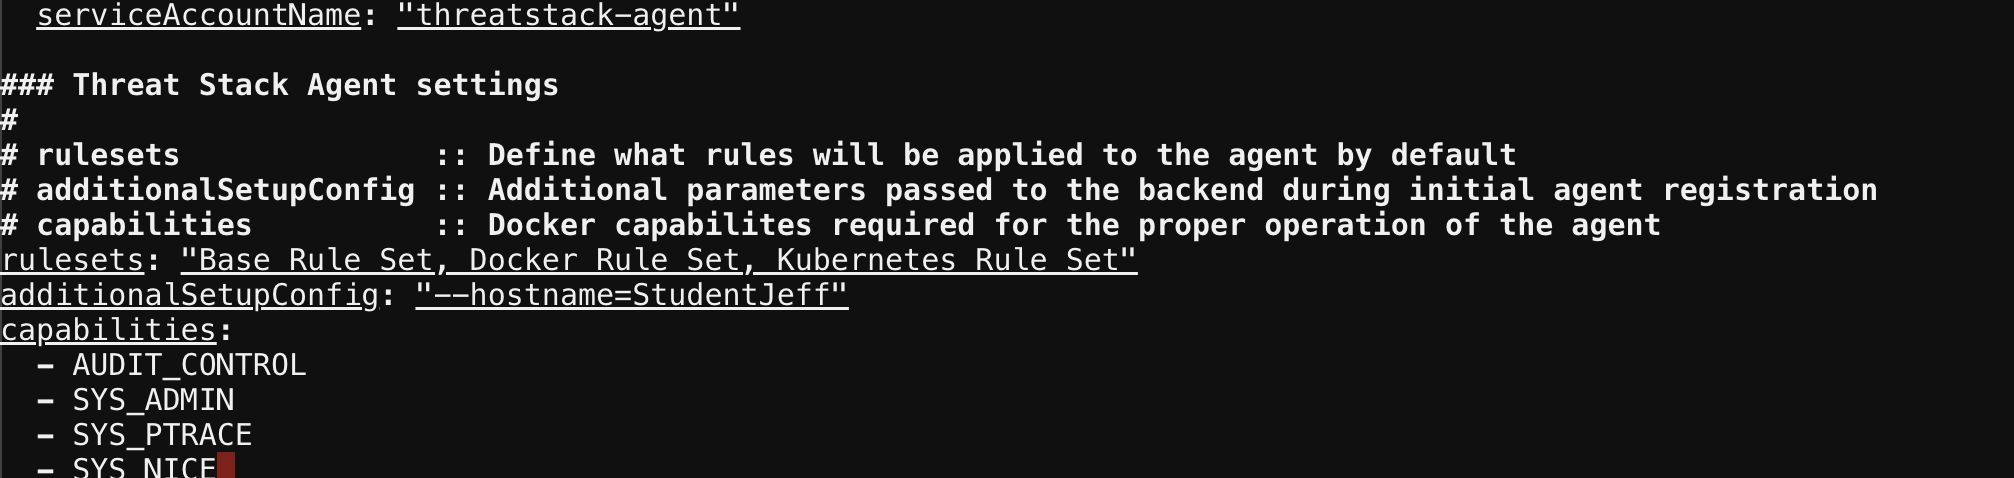 serviceAccountName: "threatstack-agent"
### Threat Stack Agent settings
#
# rulesets              :: Define what rules will be applied to the agent by default
# additionalSetupConfig :: Additional parameters passed to the backend during initial agent registration
# capabilities          :: Docker capabilites required for the proper operation of the agent
rulesets: "Base Rule Set, Docker Rule Set, Kubernetes Rule Set"
additionalSetupConfig: "--hostname=StudentJeff"
capabilities:
  - AUDIT_CONTROL
  - SYS_ADMIN
  - SYS_PTRACE
  - SYS_NICE